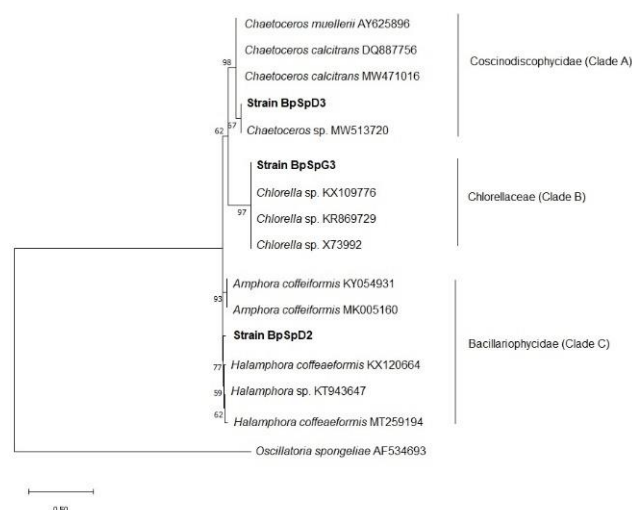 Chaetoceros muellerii AY625896
Chaetoceros calcitrans DQ887756
98
Coscinodiscophycidae (Clade A)
Chaetoceros calcitrans MW471016
Strain BpSpD3
67
62
Chaetoceros sp. MW513720
Strain BpSpG3
Chlorella sp. KX109776
Chlorellaceae (Clade B)
97
Chlorella sp. KR869729
Chlorella sp. X73992
Amphora coffeiformis KY054931
93
Amphora coffeiformis MK005160
Strain BpSpD2
Bacillariophycidae (Clade C)
77
Halamphora coffeaeformis KX120664
59
Halamphora sp. KT943647
62
Halamphora coffeaeformis MT259194
Oscillatoria spongeliae AF534693
0.50